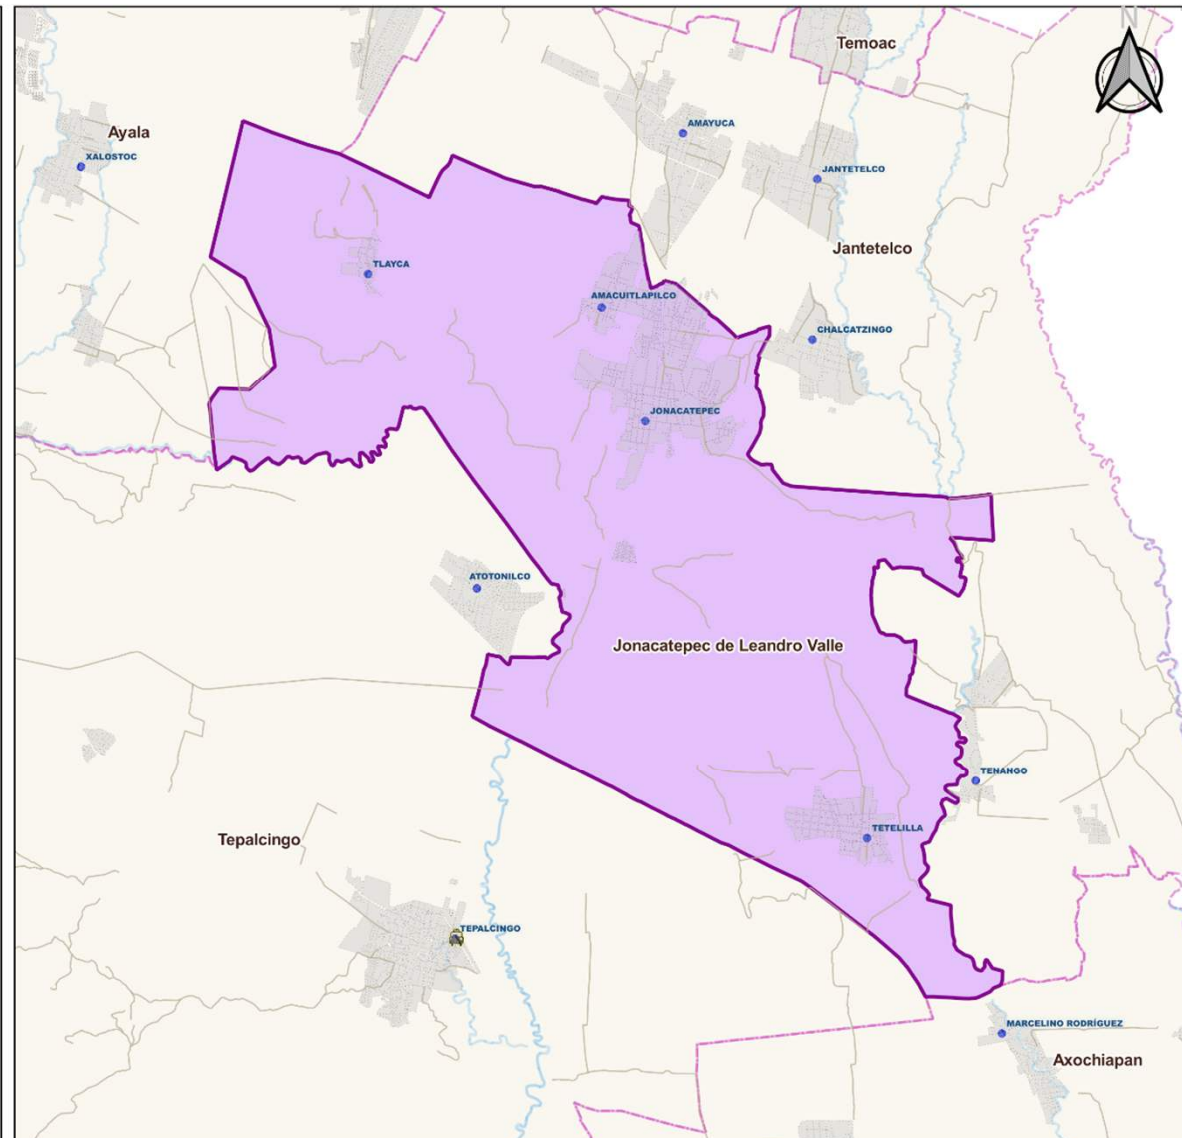 N
Temoac
AMAYUCA
Ayala
XALOSTOC
JANTETELCO
Jantetelco
TLAYCA
AMACUITLAPILCO
CHALCATZINGO
JONACATEPEC
ATOTONILCO
Jonacatepec de Leandro Valle
TENANGO
TETELILLA
Tepalcingo
TEPALCINGO
MARCELINO RODRÍGUEZ
Axochiapan